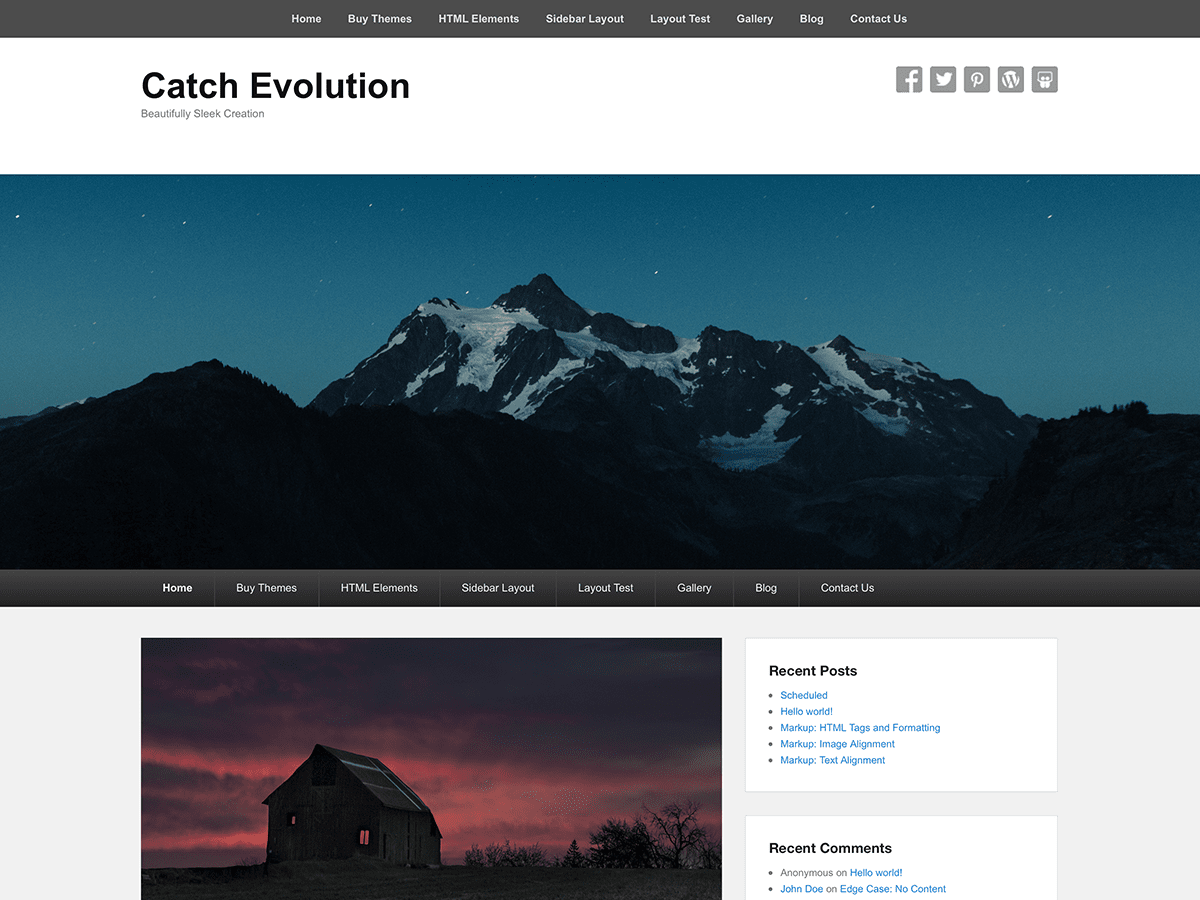 Home Buy Themes HTML Elements Sidebar Layout Layout Test Gallery Blog Contact Us
Catch Evolution
Beautifully Sleek Creation
Home Buy Themes HTML Elements Sidebar Layout Layout Test Gallery Blog Contact Us
Recent Posts
Scheduled
Hello world!
Markup: HTML Tags and Formatting
Markup: Image Alignment
Markup: Text Alignment
Recent Comments
Anonymous on Hello world!
John Doe on Edge Case: No Content